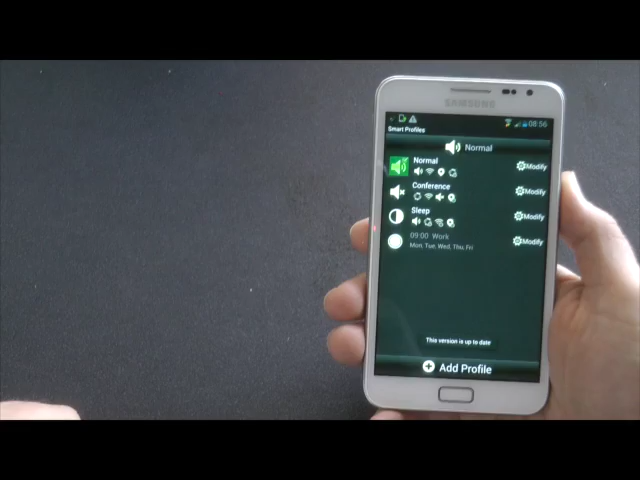 SAMSUNG
08:56
Smart Profiles
Normal
Normal
Modify
Conference
Modify
Sleep
Modify
09:00 Work
Modify
Mon, Tue, Wed, Thu, Fri
This version is up to date
Add Profile